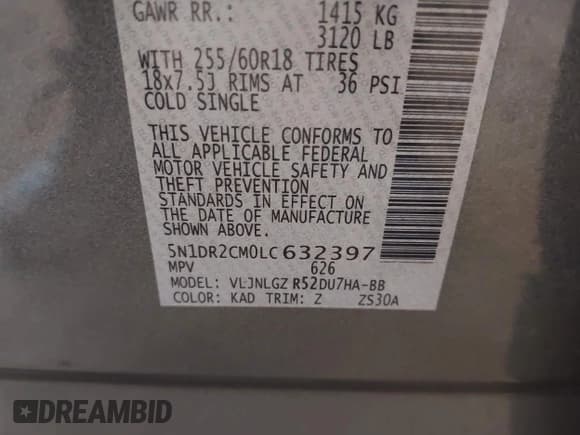 GAWR RR.: 1415 KG
3120 LB
WITH 255/60R18 TIRES
18x7.5J RIMS AT 36 PSI
COLD SINGLE
THIS VEHICLE CONFORMS TO
ALL APPLICABLE FEDERAL
MOTOR VEHICLE SAFETY AND
THEFT PREVENTION
STANDARDS IN EFFECT ON
THE DATE OF MANUFACTURE
SHOWN ABOVE.
5N1DR2CM0LC632397
MPV 626
MODEL: VLJNLGZ R52DU7HA-BB
COLOR: KAD TRIM: Z ZS30A
DREAMBID